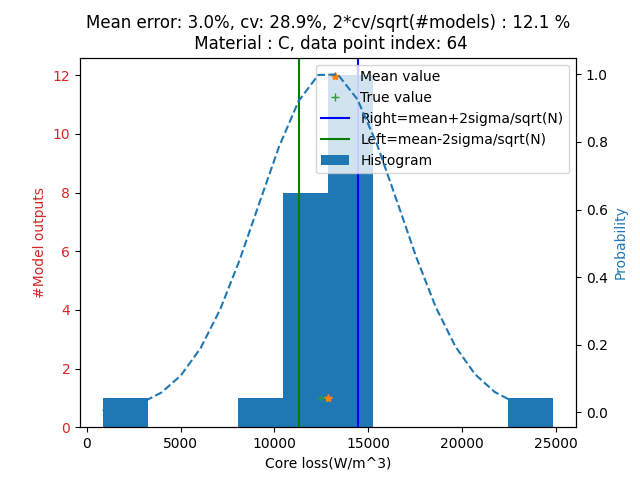 Mean error: 3.0%, cv: 28.9%, 2*cv/sqrt(#models) : 12.1 %
Material : C, data point index: 64
12
10
8
6
4
2
0
#Model outputs
Mean value
True value
Right=mean+2sigma/sqrt(N)
Left=mean-2sigma/sqrt(N)
Histogram
1.0
0.8
0.6
0.4
0.2
0.0
Probability
0 5000 10000 15000 20000 25000
Core loss(W/m^3)